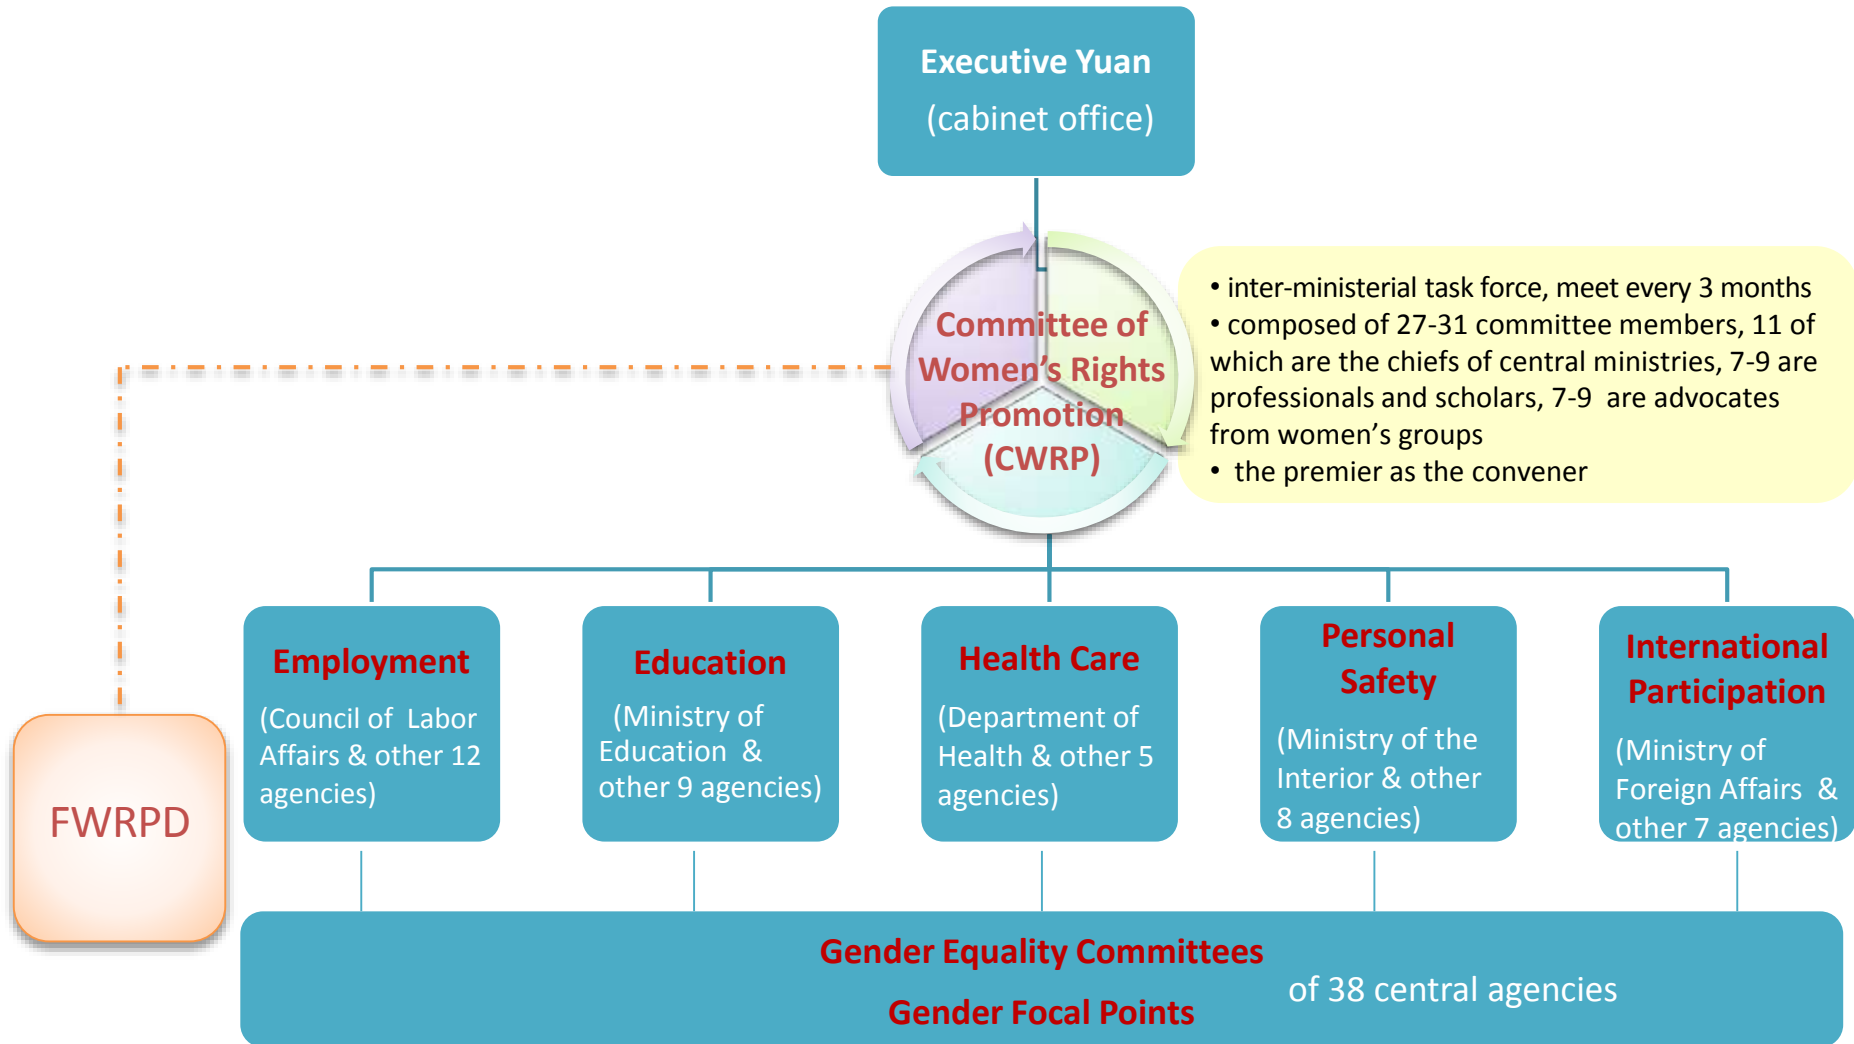 Executive Yuan
(cabinet office)
Committee of
Women's Rights
Promotion
(CWRP)
• inter-ministerial task force, meet every 3 months
• composed of 27-31 committee members, 11 of
which are the chiefs of central ministries, 7-9 are
professionals and scholars, 7-9 are advocates
from women's groups
• the premier as the convener
FWRPD
Employment
(Council of Labor
Affairs & other 12
agencies)
Education
(Ministry of
Education &
other 9 agencies)
Health Care
(Department of
Health & other 5
agencies)
Personal
Safety
(Ministry of the
Interior & other
8 agencies)
International
Participation
(Ministry of
Foreign Affairs &
other 7 agencies)
Gender Equality Committees
Gender Focal Points
of 38 central agencies